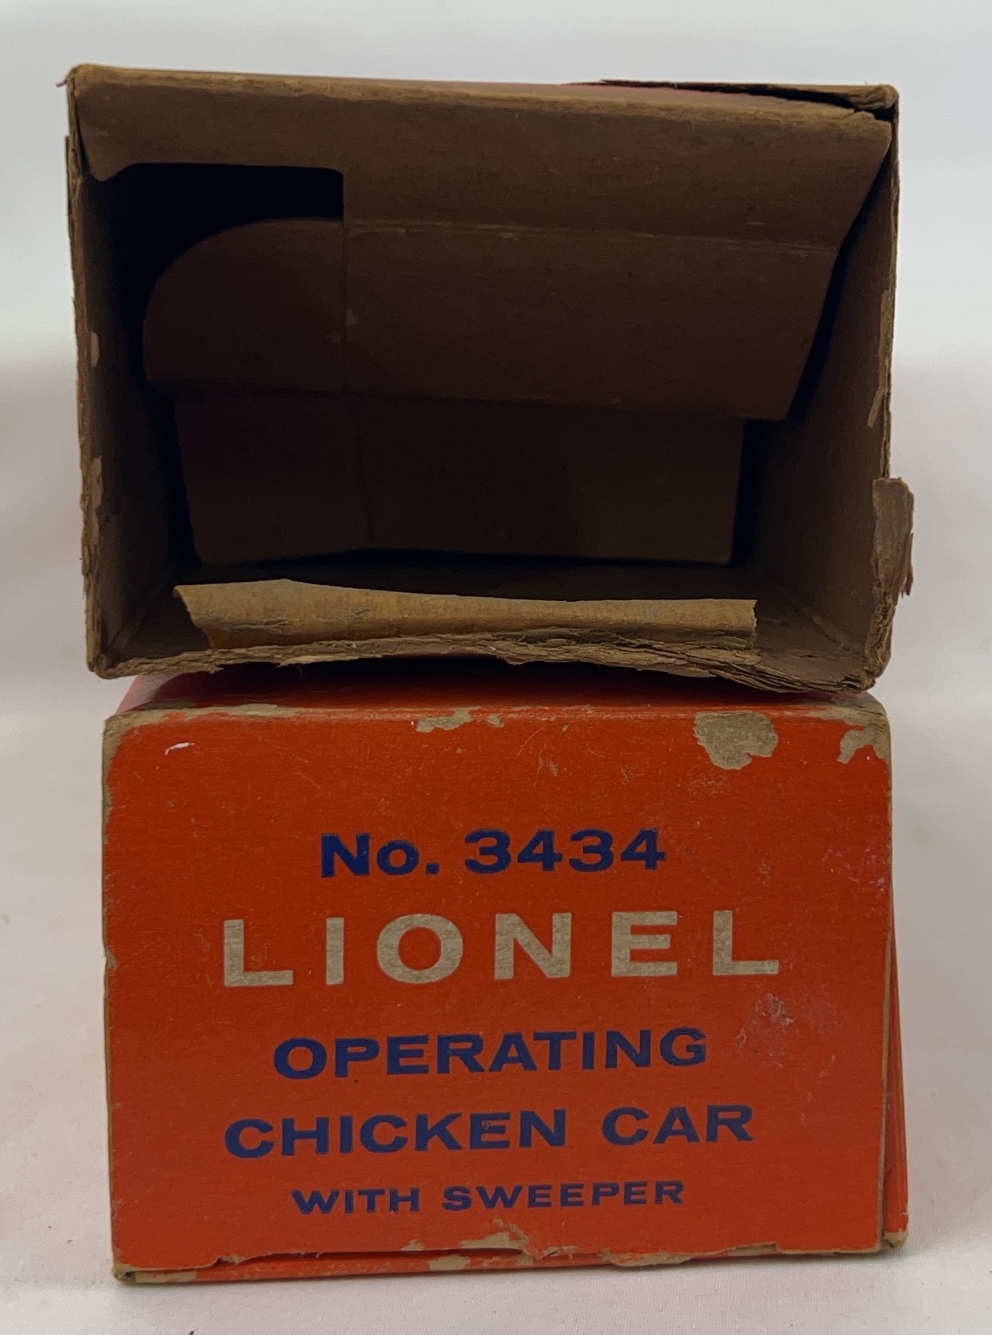 No. 3434
LIONEL
OPERATING
CHICKEN CAR
WITH SWEEPER